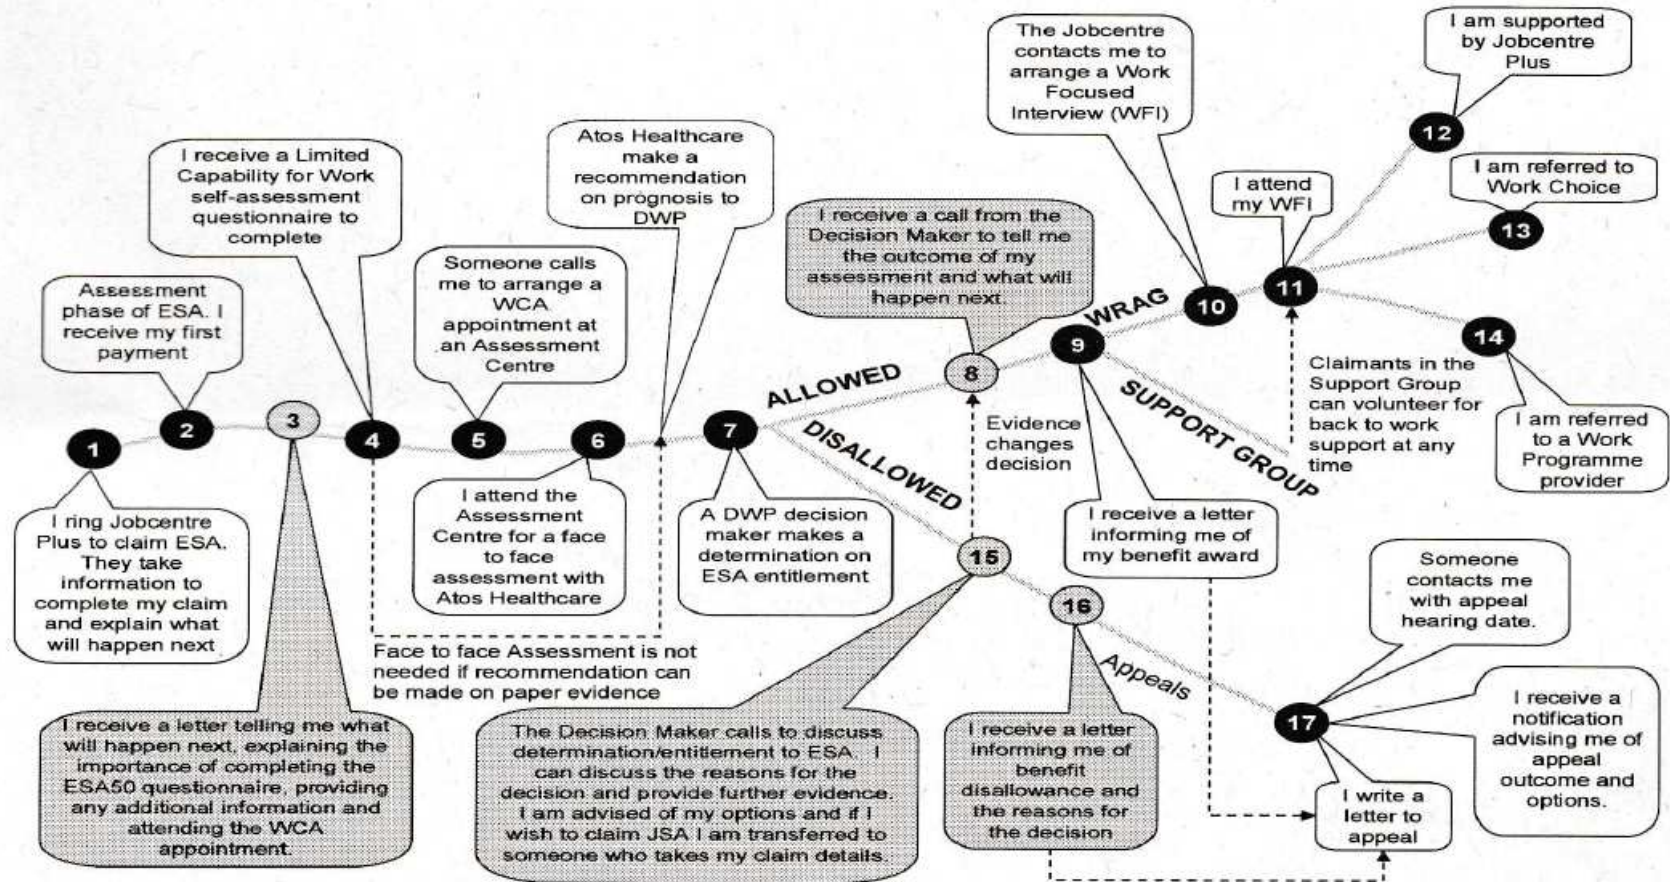 1
I ring Jobcentre
Plus to claim ESA.
They take
information to
complete my claim
and explain what
will happen next
2
Assessment
phase of ESA. I
receive my first
payment
3
I receive a letter telling me what
will happen next, explaining the
importance of completing the
ESA50 questionnaire, providing
any additional information and
attending the WCA
appointment.
4
I receive a Limited
Capability for Work
self-assessment
questionnaire to
complete
Face to face Assessment is not
needed if recommendation can
be made on paper evidence
5
Someone calls
me to arrange a
WCA
appointment at
an Assessment
Centre
6
I attend the
Assessment
Centre for a face
to face
assessment with
Atos Healthcare
Atos Healthcare
make a
recommendation
on prognosis to
DWP
7
A DWP decision
maker makes a
determination on
ESA entitlement
ALLOWED
DISALLOWED
8
I receive a call from the
Decision Maker to tell me
the outcome of my
assessment and what will
happen next.
Evidence
changes
decision
9
I receive a letter
informing me of
my benefit award
WRAG
SUPPORT GROUP
10
The Jobcentre
contacts me to
arrange a Work
Focused
Interview (WFI)
11
I attend
my WFI
Claimants in the
Support Group
can volunteer for
back to work
support at any
time
12
I am supported
by Jobcentre
Plus
13
I am referred to
Work Choice
14
I am referred
to a Work
Programme
provider
15
The Decision Maker calls to discuss
determination/entitlement to ESA. I
can discuss the reasons for the
decision and provide further evidence.
I am advised of my options and if I
wish to claim JSA I am transferred to
someone who takes my claim details.
16
I receive a letter
informing me of
benefit
disallowance and
the reasons for
the decision
Appeals
17
Someone
contacts me
with appeal
hearing date.
I receive a
notification
advising me of
appeal
outcome and
options.
I write a
letter to
appeal